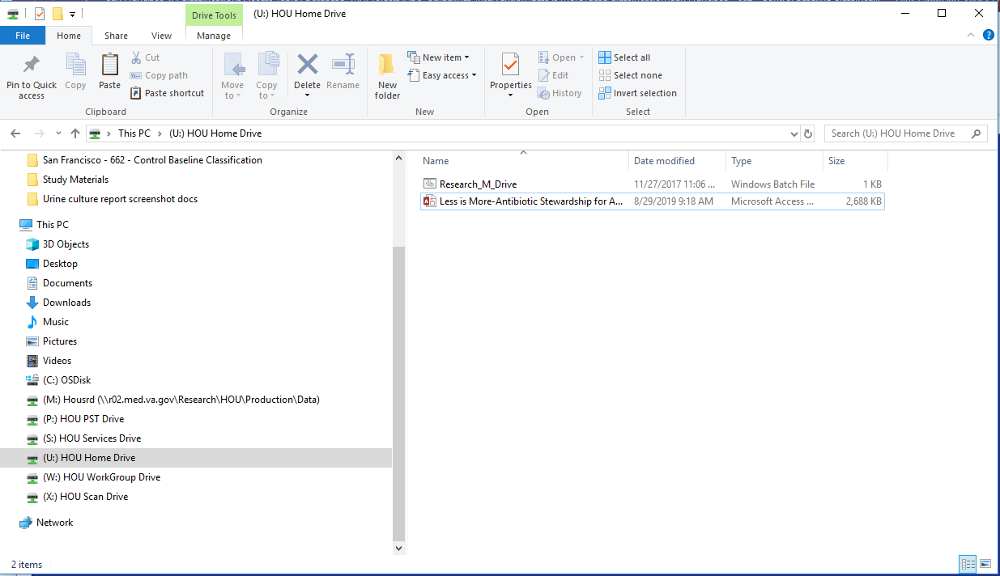 Drive Tools (U:) HOU Home Drive
File Home Share View Manage
Pin to Quick access
Copy
Paste
Cut
Copy path
Paste shortcut
Clipboard
Move to
Copy to
Delete
Rename
Organize
New folder
New item
Easy access
New
Properties
Open
Edit
History
Open
Select all
Select none
Invert selection
Select
This PC > (U:) HOU Home Drive
Search (U:) HOU Home Drive
San Francisco - 662 - Control Baseline Classification
Study Materials
Urine culture report screenshot docs
This PC
3D Objects
Desktop
Documents
Downloads
Music
Pictures
Videos
(C:) OSDisk
(M:) Housrd (\\r02.med.va.gov\Research\HOU\Production\Data)
(P:) HOU PST Drive
(S:) HOU Services Drive
(U:) HOU Home Drive
(W:) HOU WorkGroup Drive
(X:) HOU Scan Drive
Network
Name Date modified Type Size
Research_M_Drive 11/27/2017 11:06 ... Windows Batch File 1 KB
Less is More-Antibiotic Stewardship for A... 8/29/2019 9:18 AM Microsoft Access ... 2,688 KB
2 items